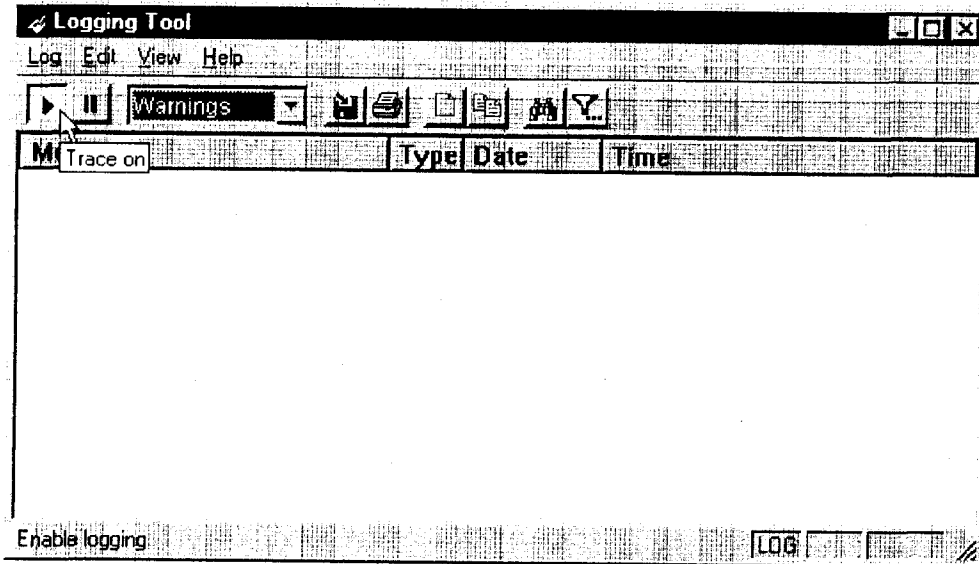 Logging Tool
Log Edit View Help
Warnings
Type Date Time
Trace on
Enable logging
LOG